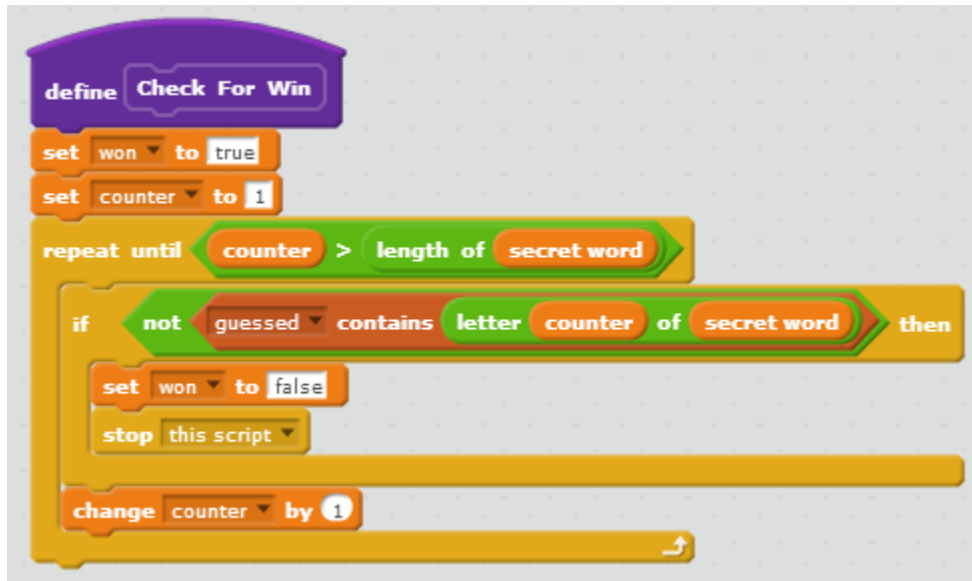 define Check For Win
set won to true
set counter to 1
repeat until counter > length of secret word
if not guessed contains letter counter of secret word then
set won to false
stop this script
change counter by 1